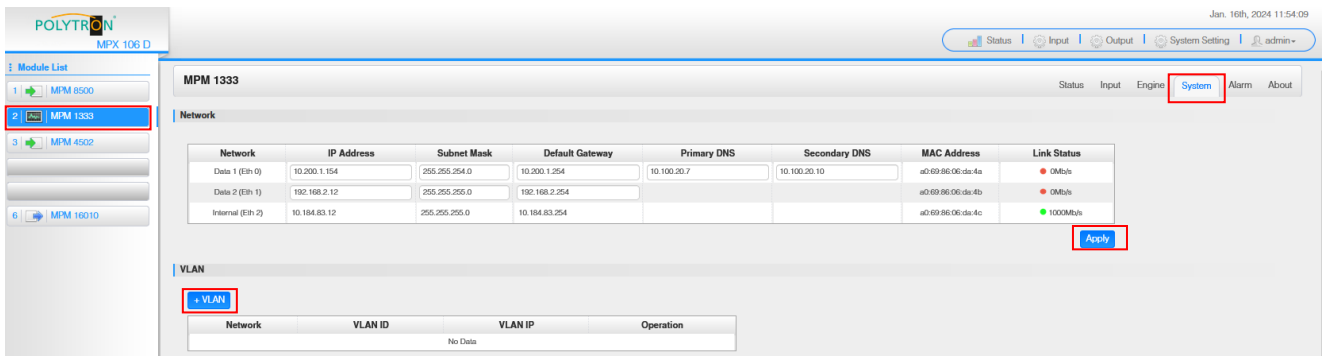 Jan. 16th, 2024 11:54:09
POLYTRON
MPX 106 D
Status Input Output System Setting admin
Module List
1 MPM 8500
2 MPM 1333
3 MPM 4502
6 MPM 16010
MPM 1333
Status Input Engine System Alarm About
Network
Network IP Address Subnet Mask Default Gateway Primary DNS Secondary DNS MAC Address Link Status
Data 1 (Eth 0) 10.200.1.154 255.255.254.0 10.200.1.254 10.100.20.7 10.100.20.10 a0:69:86:06:da:4a 0Mb/s
Data 2 (Eth 1) 192.168.2.12 255.255.255.0 192.168.2.254 a0:69:86:06:da:4b 0Mb/s
Internal (Eth 2) 10.184.83.12 255.255.255.0 10.184.83.254 a0:69:86:06:da:4c 1000Mb/s
Apply
VLAN
+ VLAN
Network VLAN ID VLAN IP Operation
No Data